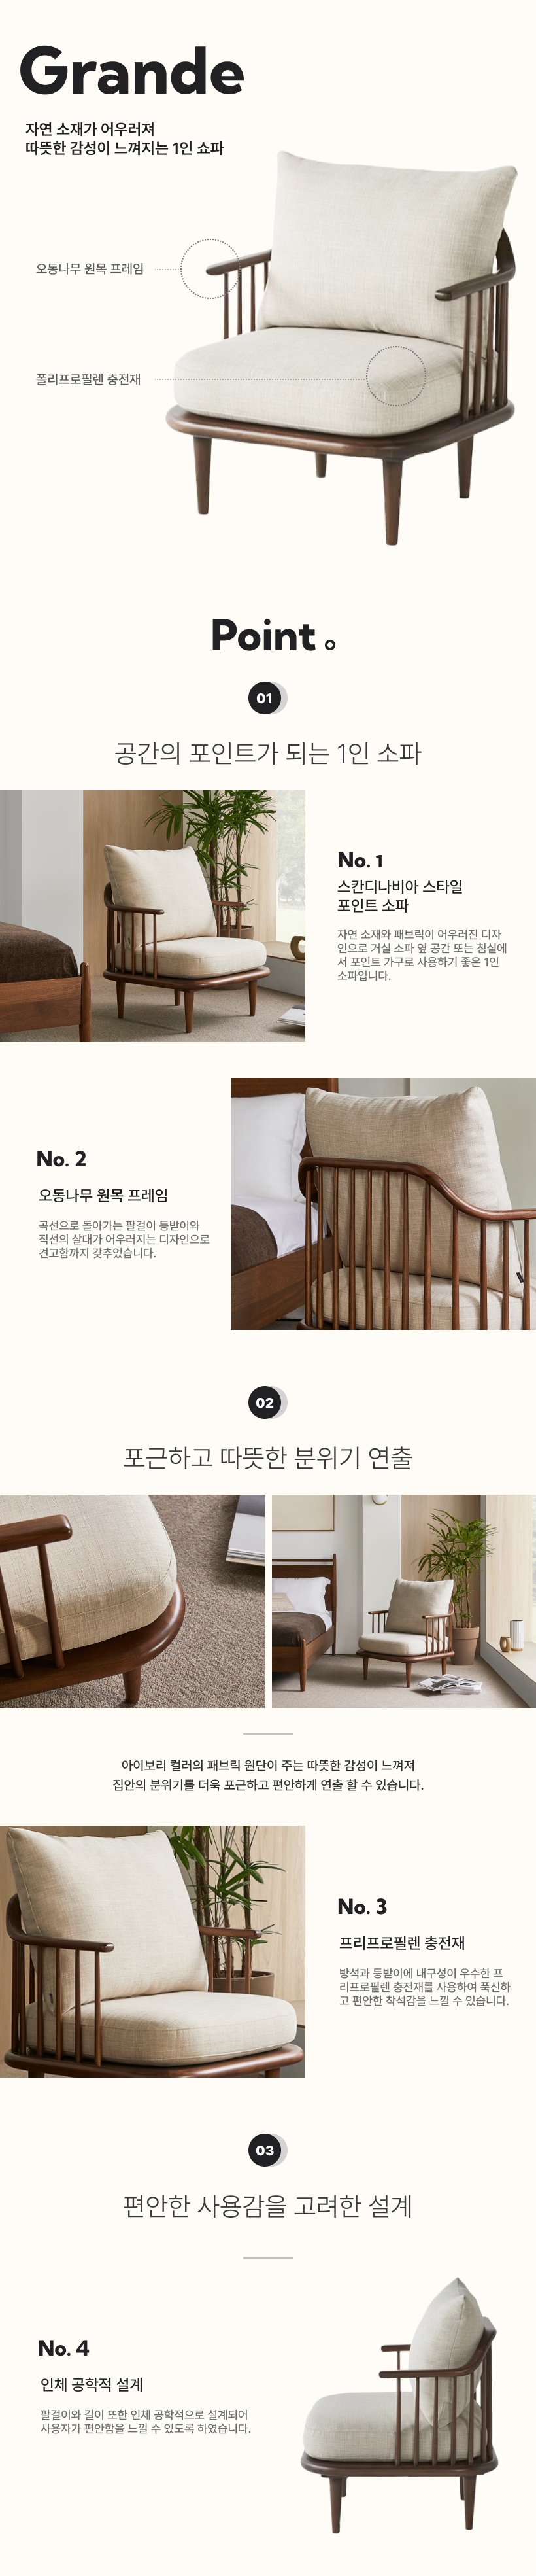 Grande
자연 소재가 어우러져
따뜻한 감성이 느껴지는 1인 쇼파
오동나무 원목 프레임
폴리프로필렌 충전재
Point
01
공간의 포인트가 되는 1인 소파
No. 1
스칸디나비아 스타일
포인트 소파
자연 소재와 패브릭이 어우러진 디자
인으로 거실 소파 옆 공간 또는 침실에
서 포인트 가구로 사용하기 좋은 1인
소파입니다.
No. 2
오동나무 원목 프레임
곡선으로 돌아가는 팔걸이 등받이와
직선의 살대가 어우러지는 디자인으로
견고함까지 갖추었습니다.
02
포근하고 따뜻한 분위기 연출
아이보리 컬러의 패브릭 원단이 주는 따뜻한 감성이 느껴져
집안의 분위기를 더욱 포근하고 편안하게 연출 할 수 있습니다.
No. 3
프리프로필렌 충전재
방석과 등받이에 내구성이 우수한 프
리프로필렌 충전재를 사용하여 푹신하
고 편안한 착석감을 느낄 수 있습니다.
03
편안한 사용감을 고려한 설계
No. 4
인체 공학적 설계
팔걸이와 길이 또한 인체 공학적으로 설계되어
사용자가 편안함을 느낄 수 있도록 하였습니다.